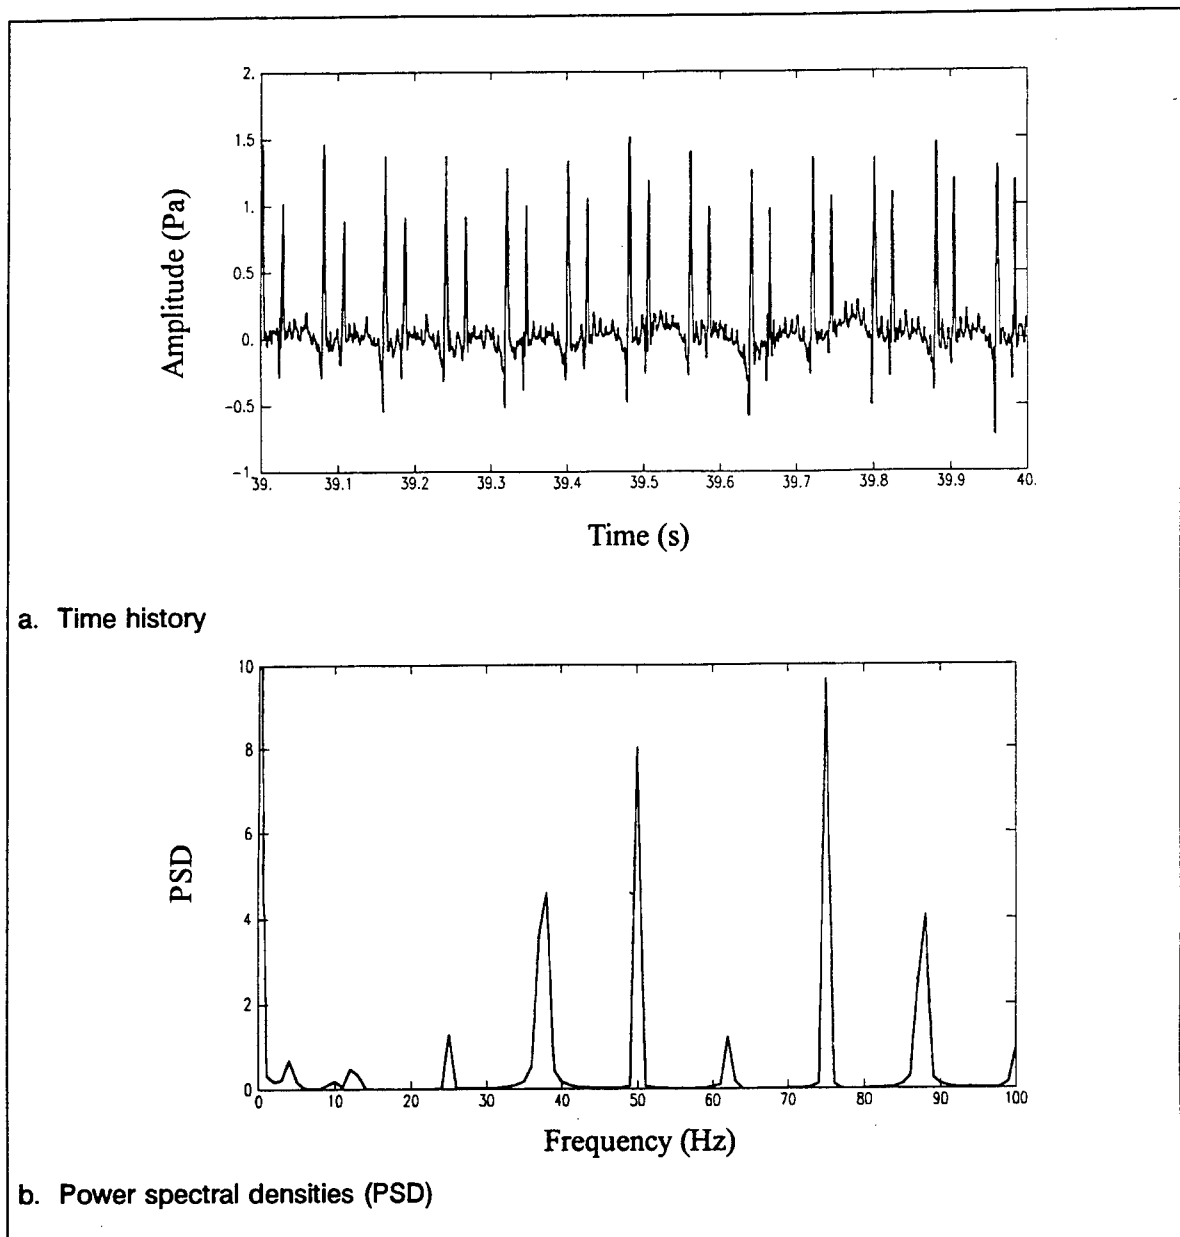 2.
1.5
1.
0.5
0.
-0.5
-1.
39. 39.1 39.2 39.3 39.4 39.5 39.6 39.7 39.8 39.9 40.
Amplitude (Pa)
Time (s)
a. Time history
10
8
6
4
2
0
0 10 20 30 40 50 60 70 80 90 100
PSD
Frequency (Hz)
b. Power spectral densities (PSD)